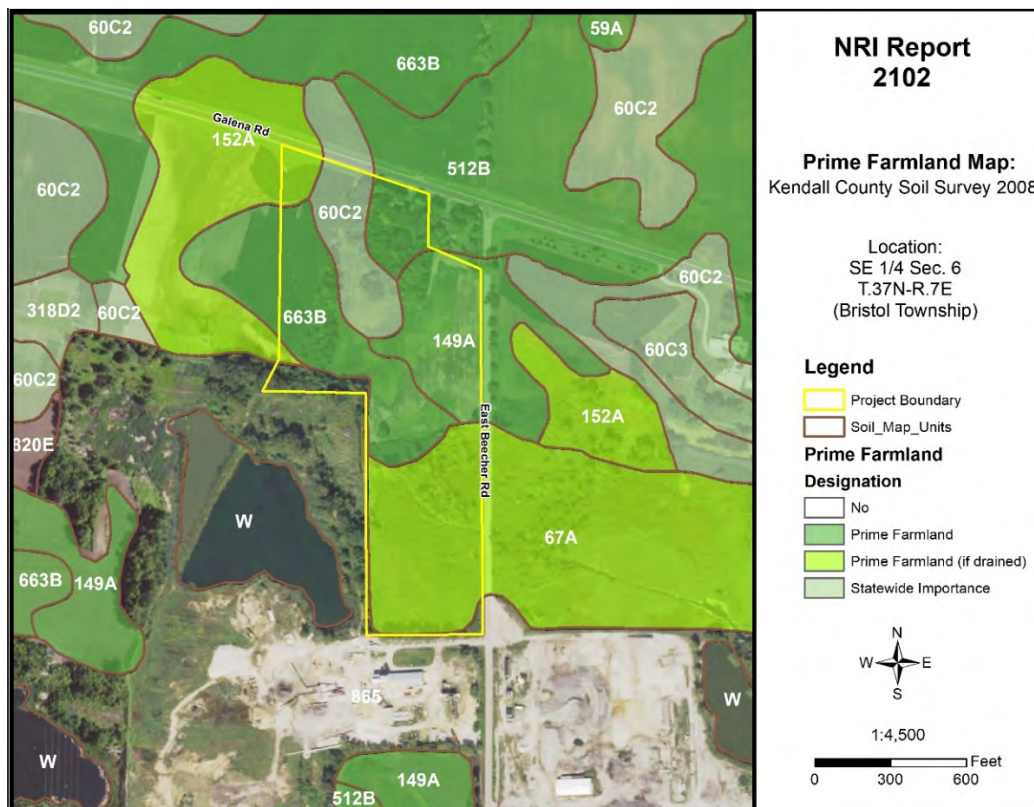 60C2
59A
663B
60C2
Galena Rd
152A
512B
60C2
60C2
60C2
318D2
60C2
663B
149A
60C3
60C2
152A
820E
East Beecher Rd
W
67A
663B
149A
865
W
W
149A
512B
NRI Report
2102
Prime Farmland Map:
Kendall County Soil Survey 2008
Location:
SE 1/4 Sec. 6
T.37N-R.7E
(Bristol Township)
Legend
Project Boundary
Soil_Map_Units
Prime Farmland
Designation
No
Prime Farmland
Prime Farmland (if drained)
Statewide Importance
N
W E
S
1:4,500
Feet
0 300 600